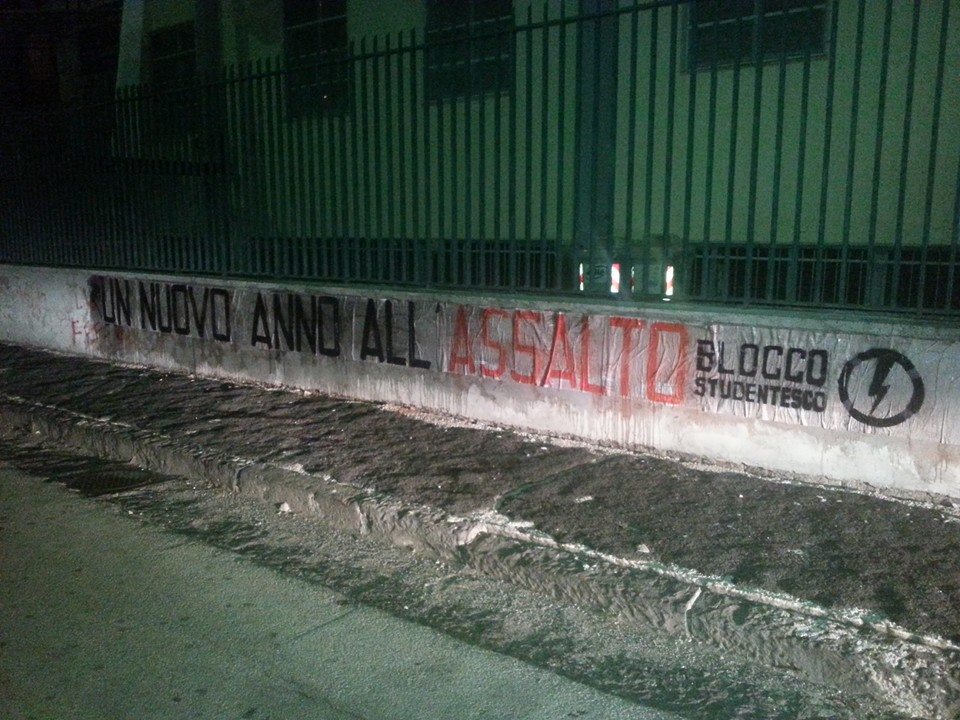 UN NUOVO ANNO ALL'ASSALTO
BLOCCO
STUDENTESCO